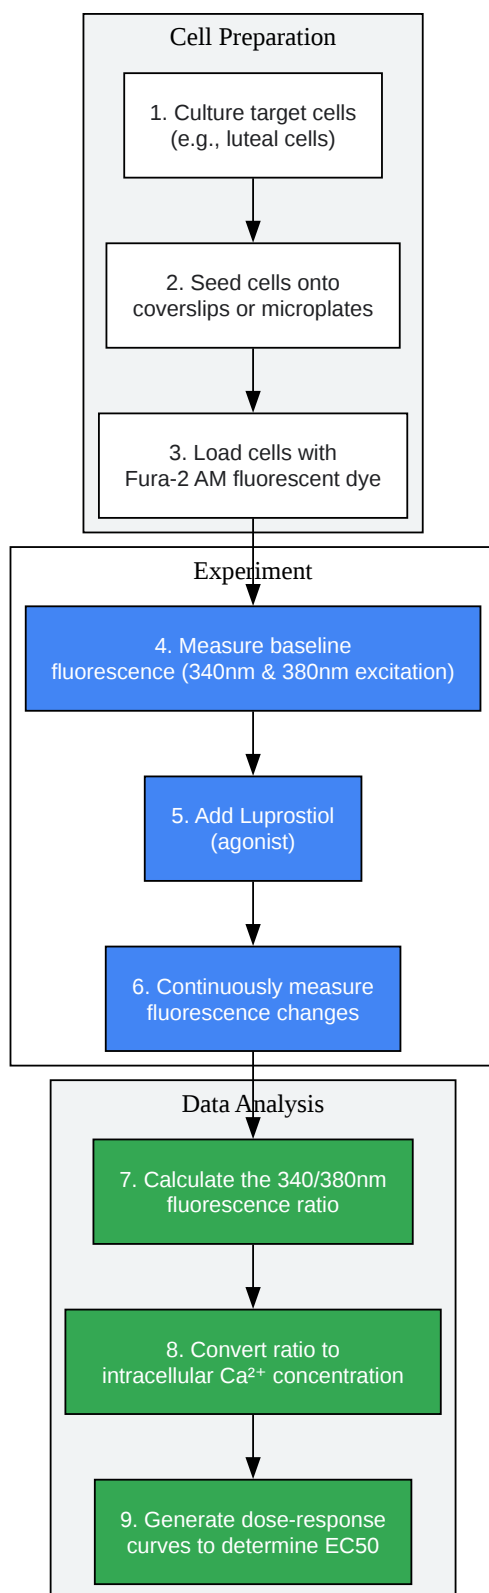 Cell Preparation
1. Culture target cells
(e.g., luteal cells)
2. Seed cells onto
coverslips or microplates
3. Load cells with
Fura-2 AM fluorescent dye
Experiment
4. Measure baseline
fluorescence (340nm & 380nm excitation)
5. Add Luprostiol
(agonist)
6. Continuously measure
fluorescence changes
Data Analysis
7. Calculate the 340/380nm
fluorescence ratio
8. Convert ratio to
intracellular Ca²⁺ concentration
9. Generate dose-response
curves to determine EC50